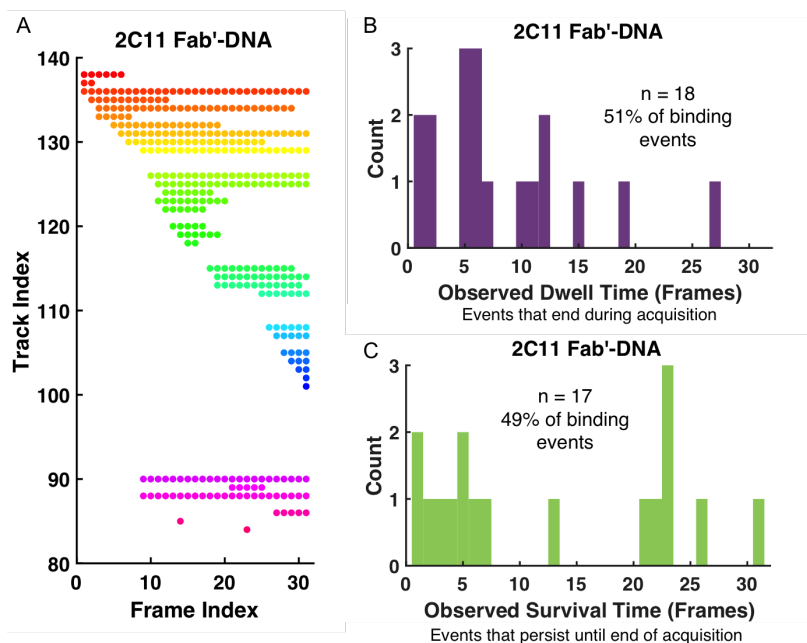 A
2C11 Fab'-DNA
140
130
120
110
100
90
80
Track Index
0 10 20 30
Frame Index
B
2C11 Fab'-DNA
3
2
1
0
Count
n = 18
51% of binding
events
0 5 10 15 20 25 30
Observed Dwell Time (Frames)
Events that end during acquisition
C
2C11 Fab'-DNA
3
2
1
0
Count
n = 17
49% of binding
events
0 5 10 15 20 25 30
Observed Survival Time (Frames)
Events that persist until end of acquisition